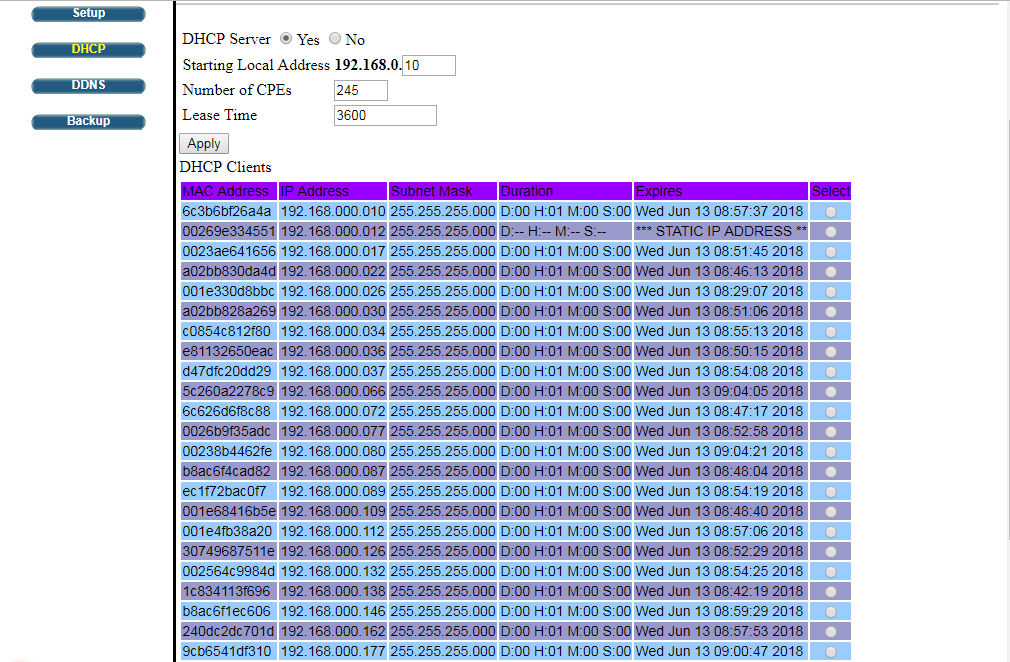 Setup
DHCP
DDNS
Backup
DHCP Server Yes No
Starting Local Address 192.168.0.10
Number of CPEs 245
Lease Time 3600
Apply
DHCP Clients
MAC Address IP Address Subnet Mask Duration Expires Select
6c3b6bf26a4a 192.168.000.010 255.255.255.000 D:00 H:01 M:00 S:00 Wed Jun 13 08:57:37 2018
00269e334551 192.168.000.012 255.255.255.000 D:-- H:-- M:-- S:-- *** STATIC IP ADDRESS **
0023ae641656 192.168.000.017 255.255.255.000 D:00 H:01 M:00 S:00 Wed Jun 13 08:51:45 2018
a02bb830da4d 192.168.000.022 255.255.255.000 D:00 H:01 M:00 S:00 Wed Jun 13 08:46:13 2018
001e330d8bbc 192.168.000.026 255.255.255.000 D:00 H:01 M:00 S:00 Wed Jun 13 08:29:07 2018
a02bb828a269 192.168.000.030 255.255.255.000 D:00 H:01 M:00 S:00 Wed Jun 13 08:51:06 2018
c0854c812f80 192.168.000.034 255.255.255.000 D:00 H:01 M:00 S:00 Wed Jun 13 08:55:13 2018
e81132650eac 192.168.000.036 255.255.255.000 D:00 H:01 M:00 S:00 Wed Jun 13 08:50:15 2018
d47dfc20dd29 192.168.000.037 255.255.255.000 D:00 H:01 M:00 S:00 Wed Jun 13 08:54:08 2018
5c260a2278c9 192.168.000.066 255.255.255.000 D:00 H:01 M:00 S:00 Wed Jun 13 09:04:05 2018
6c626d6f8c88 192.168.000.072 255.255.255.000 D:00 H:01 M:00 S:00 Wed Jun 13 08:47:17 2018
0026b9f35adc 192.168.000.077 255.255.255.000 D:00 H:01 M:00 S:00 Wed Jun 13 08:52:58 2018
00238b4462fe 192.168.000.080 255.255.255.000 D:00 H:01 M:00 S:00 Wed Jun 13 09:04:21 2018
b8ac6f4cad82 192.168.000.087 255.255.255.000 D:00 H:01 M:00 S:00 Wed Jun 13 08:48:04 2018
ec1f72bac0f7 192.168.000.089 255.255.255.000 D:00 H:01 M:00 S:00 Wed Jun 13 08:54:19 2018
001e68416b5e 192.168.000.109 255.255.255.000 D:00 H:01 M:00 S:00 Wed Jun 13 08:48:40 2018
001e4fb38a20 192.168.000.112 255.255.255.000 D:00 H:01 M:00 S:00 Wed Jun 13 08:57:06 2018
30749687511e 192.168.000.126 255.255.255.000 D:00 H:01 M:00 S:00 Wed Jun 13 08:52:29 2018
002564c9984d 192.168.000.132 255.255.255.000 D:00 H:01 M:00 S:00 Wed Jun 13 08:54:25 2018
1c834113f696 192.168.000.138 255.255.255.000 D:00 H:01 M:00 S:00 Wed Jun 13 08:42:19 2018
b8ac6f1ec606 192.168.000.146 255.255.255.000 D:00 H:01 M:00 S:00 Wed Jun 13 08:59:29 2018
240dc2dc701d 192.168.000.162 255.255.255.000 D:00 H:01 M:00 S:00 Wed Jun 13 08:57:53 2018
9cb6541df310 192.168.000.177 255.255.255.000 D:00 H:01 M:00 S:00 Wed Jun 13 09:00:47 2018